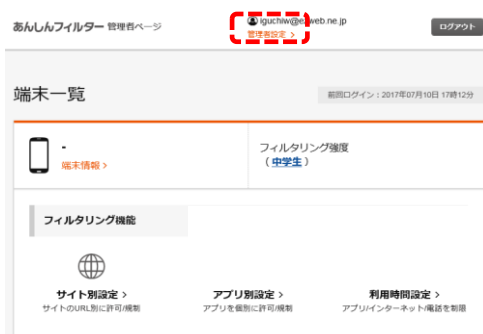 あんしんフィルター 管理者ページ
iguchiw@ezweb.ne.jp
管理者設定 >
ログアウト
端末一覧
前回ログイン：2017年07月10日 17時12分
-
端末情報 >
フィルタリング強度
（ 中学生 ）
フィルタリング機能
サイト別設定 >
サイトのURL別に許可/規制
アプリ別設定 >
アプリを個別に許可/規制
利用時間設定 >
アプリ/インターネット/電話を制限